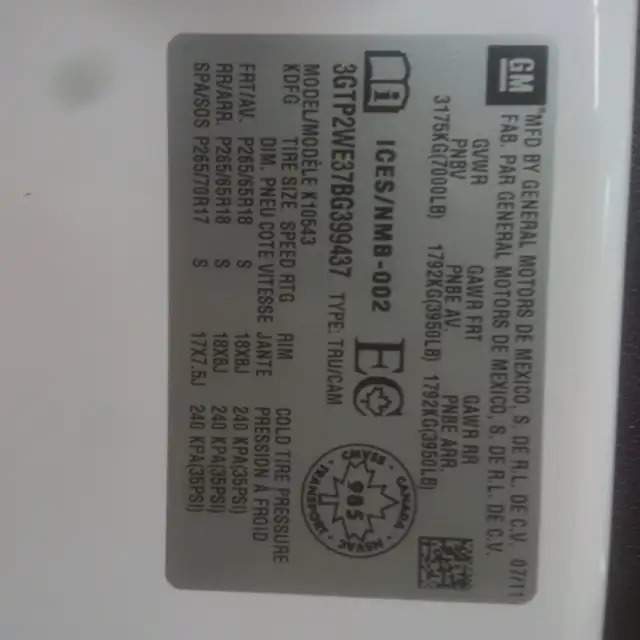 GM
MFD BY GENERAL MOTORS DE MEXICO, S. DE R.L. DE C.V. 07/11
FAB. PAR GENERAL MOTORS DE MEXICO, S. DE R.L. DE C.V.
GVWR GAWR FRT GAWR RR
PNBV PNBE AV. PNBE ARR.
3175KG(7000LB) 1792KG(3950LB) 1792KG(3950LB)
ICES/NMB-002
CMVSS CANADA NSVAC TRANSPORT 985
3GTP2WE37BG399437 TYPE: TRU/CAM
MODEL/MODÈLE K10543
KDFG
TIRE SIZE SPEED RTG RIM COLD TIRE PRESSURE
DIM. PNEU COTE VITESSE JANTE PRESSION À FROID
FRT/AV. P265/65R18 S 18X8J 240 KPA(35PSI)
RR/ARR. P265/65R18 S 18X8J 240 KPA(35PSI)
SPA/SOS P265/70R17 S 17X7.5J 240 KPA(35PSI)